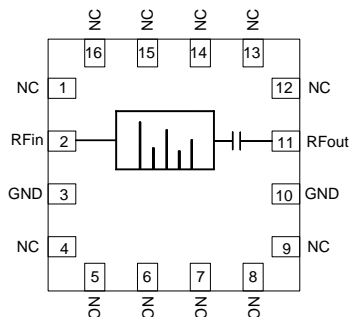 NC NC NC NC
16 15 14 13
NC 1 12 NC
RFin 2 11 RFout
GND 3 10 GND
NC 4 9 NC
5 6 7 8
NC NC NC NC